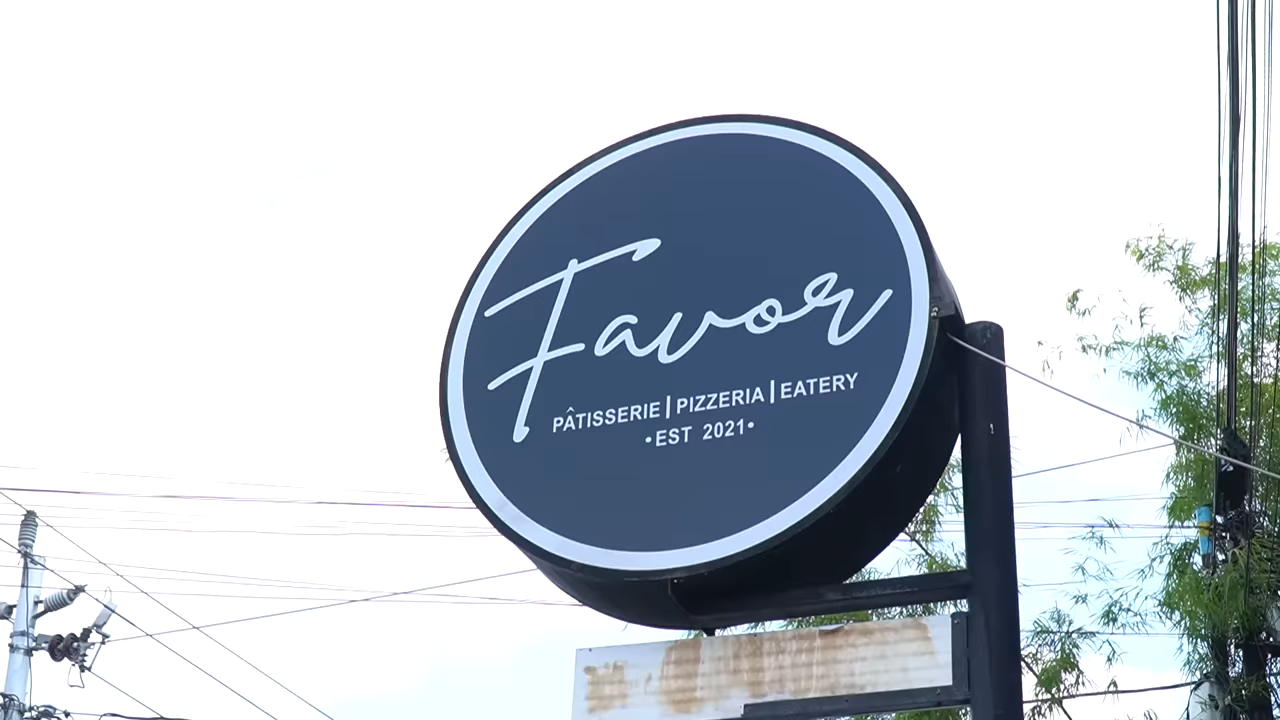 Favor
PÂTISSERIE | PIZZERIA | EATERY
•EST 2021•